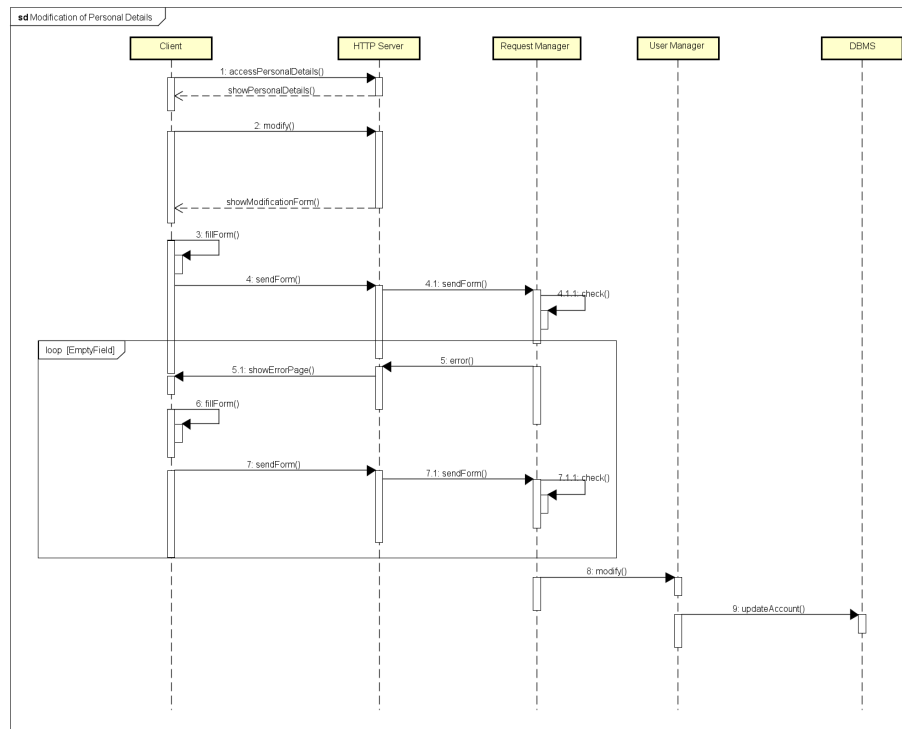 sd Modification of Personal Details
Client
HTTP Server
Request Manager
User Manager
DBMS
1: accessPersonalDetails()
showPersonalDetails()
2: modify()
showModificationForm()
3: fillForm()
4: sendForm()
4.1: sendForm()
4.1.1: check()
loop [EmptyField]
5: error()
5.1: showErrorPage()
6: fillForm()
7: sendForm()
7.1: sendForm()
7.1.1: check()
8: modify()
9: updateAccount()